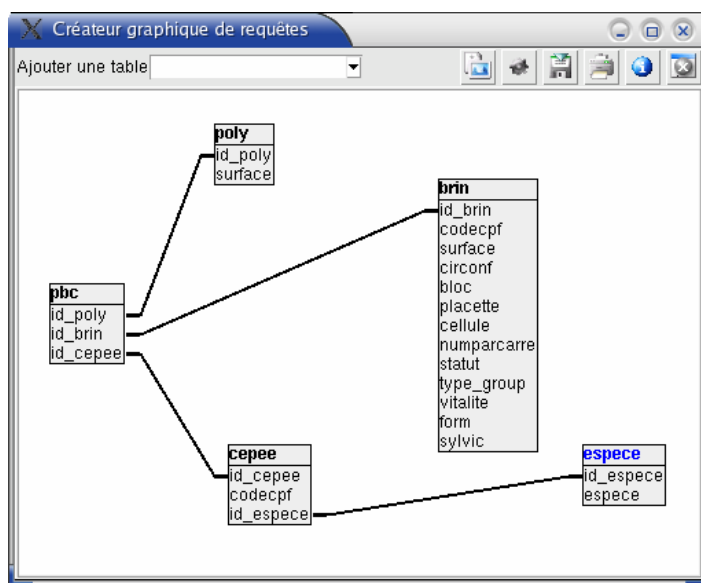 Créateur graphique de requêtes
Ajouter une table
poly
id_poly
surface
brin
id_brin
codecpf
surface
circonf
bloc
placette
cellule
numparcarre
statut
type_group
vitalite
form
sylvic
pbc
id_poly
id_brin
id_cepee
cepee
id_cepee
codecpf
id_espece
espece
id_espece
espece